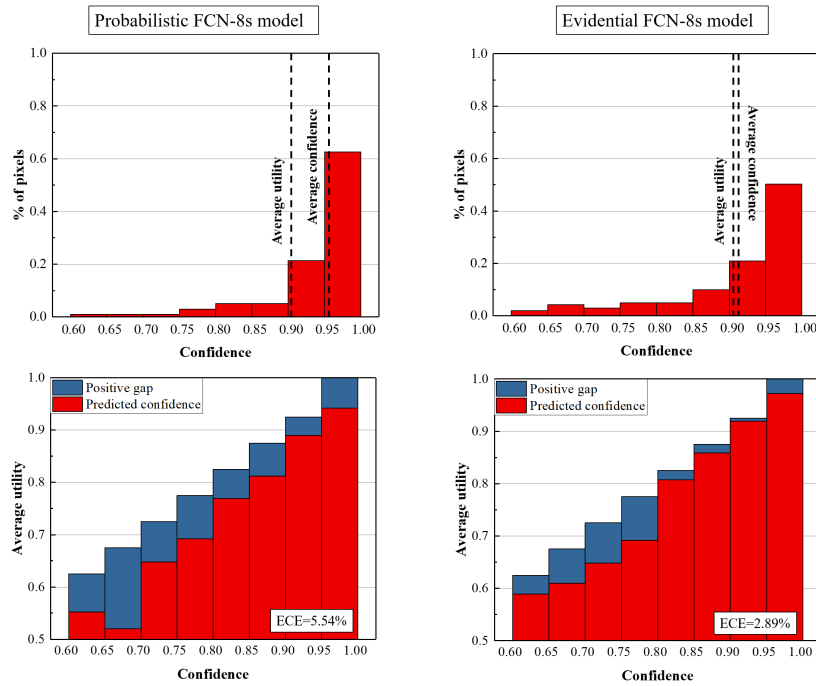 Probabilistic FCN-8s model
Evidential FCN-8s model
1.0
0.8
0.6
0.4
0.2
0.0
% of pixels
Average utility
Average confidence
0.60 0.65 0.70 0.75 0.80 0.85 0.90 0.95 1.00
Confidence
1.0
0.8
0.6
0.4
0.2
0.0
% of pixels
Average utility
Average confidence
0.60 0.65 0.70 0.75 0.80 0.85 0.90 0.95 1.00
Confidence
Positive gap
Predicted confidence
1.0
0.9
0.8
0.7
0.6
0.5
Average utility
ECE=5.54%
0.60 0.65 0.70 0.75 0.80 0.85 0.90 0.95 1.00
Confidence
Positive gap
Predicted confidence
1.0
0.9
0.8
0.7
0.6
0.5
Average utility
ECE=2.89%
0.60 0.65 0.70 0.75 0.80 0.85 0.90 0.95 1.00
Confidence